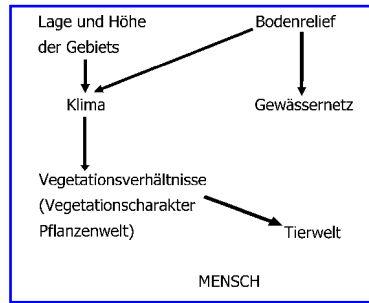 Lage und Höhe
der Gebiets
Bodenrelief
Klima
Gewässernetz
Vegetationsverhältnisse
(Vegetationscharakter
Pflanzenwelt)
Tierwelt
MENSCH